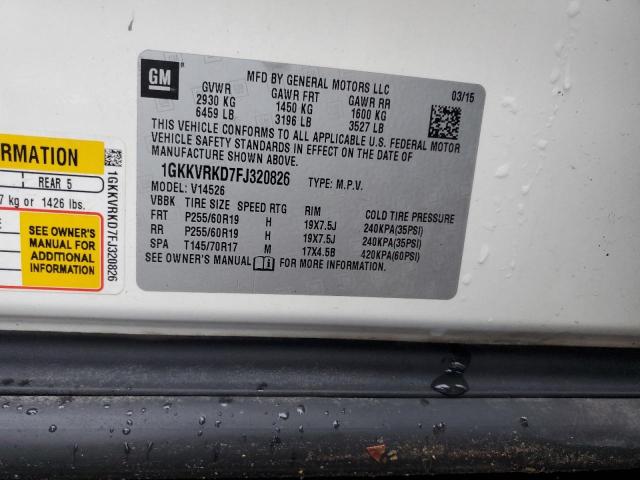 GM
MFD BY GENERAL MOTORS LLC 03/15
GVWR GAWR FRT GAWR RR
2930 KG 1450 KG 1600 KG
6459 LB 3196 LB 3527 LB
THIS VEHICLE CONFORMS TO ALL APPLICABLE U.S. FEDERAL MOTOR
VEHICLE SAFETY STANDARDS IN EFFECT ON THE DATE OF
MANUFACTURE SHOWN ABOVE.
1GKKVRKD7FJ320826 TYPE: M.P.V.
MODEL: V14526
VBBK TIRE SIZE SPEED RTG RIM COLD TIRE PRESSURE
FRT P255/60R19 H 19X7.5J 240KPA(35PSI)
RR P255/60R19 H 19X7.5J 240KPA(35PSI)
SPA T145/70R17 M 17X4.5B 420KPA(60PSI)
SEE OWNER'S MANUAL FOR MORE INFORMATION.
ORMATION
REAR 5
7 kg or 1426 lbs.
SEE OWNER'S
MANUAL FOR
ADDITIONAL
INFORMATION
1GKKVRKD7FJ320826